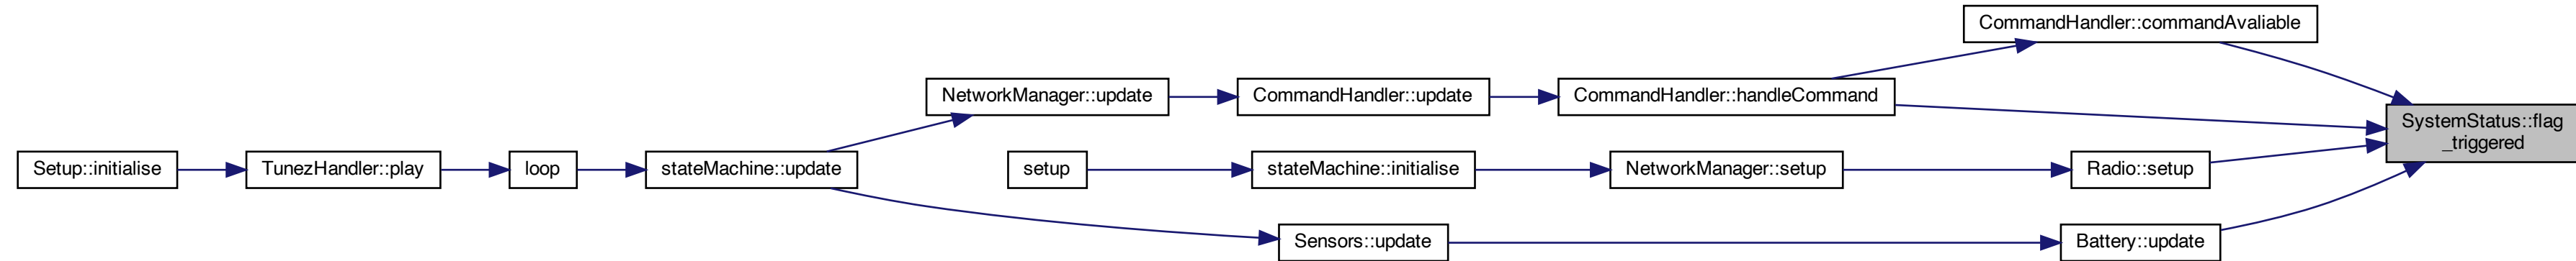 CommandHandler::commandAvaliable
NetworkManager::update
CommandHandler::update
CommandHandler::handleCommand
SystemStatus::flag
_triggered
Setup::initialise
TunezHandler::play
loop
stateMachine::update
setup
stateMachine::initialise
NetworkManager::setup
Radio::setup
Sensors::update
Battery::update